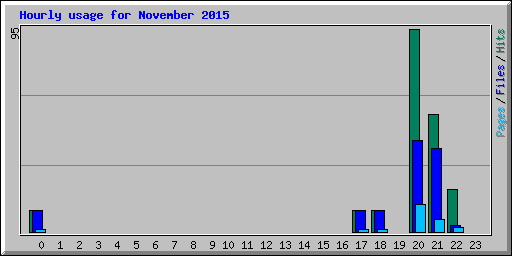 Hourly usage for November 2015
95
Pages/Files/Hits
0 1 2 3 4 5 6 7 8 9 10 11 12 13 14 15 16 17 18 19 20 21 22 23